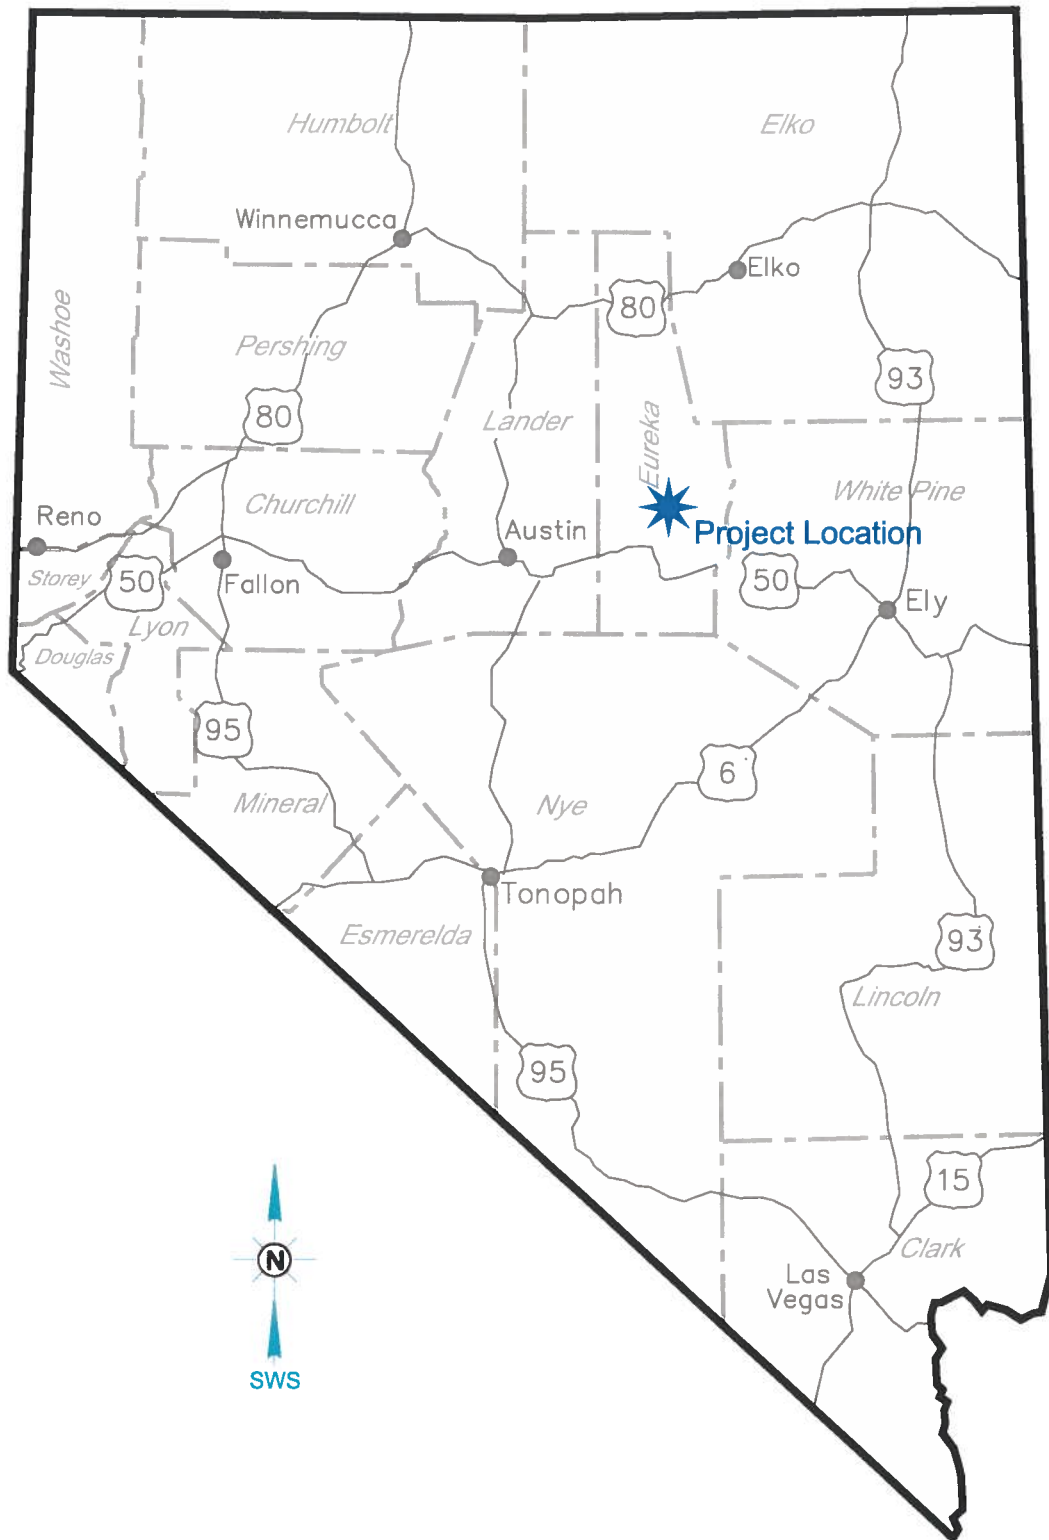 Humbolt
Elko
Winnemucca
Elko
80
Washoe
Pershing
93
80
Lander
Eureka
White Pine
Churchill
Reno
Project Location
Austin
Storey
50
Fallon
50
Ely
Lyon
Douglas
95
6
Mineral
Nye
Tonopah
Esmerelda
93
Lincoln
95
15
N
Clark
Las
Vegas
SWS